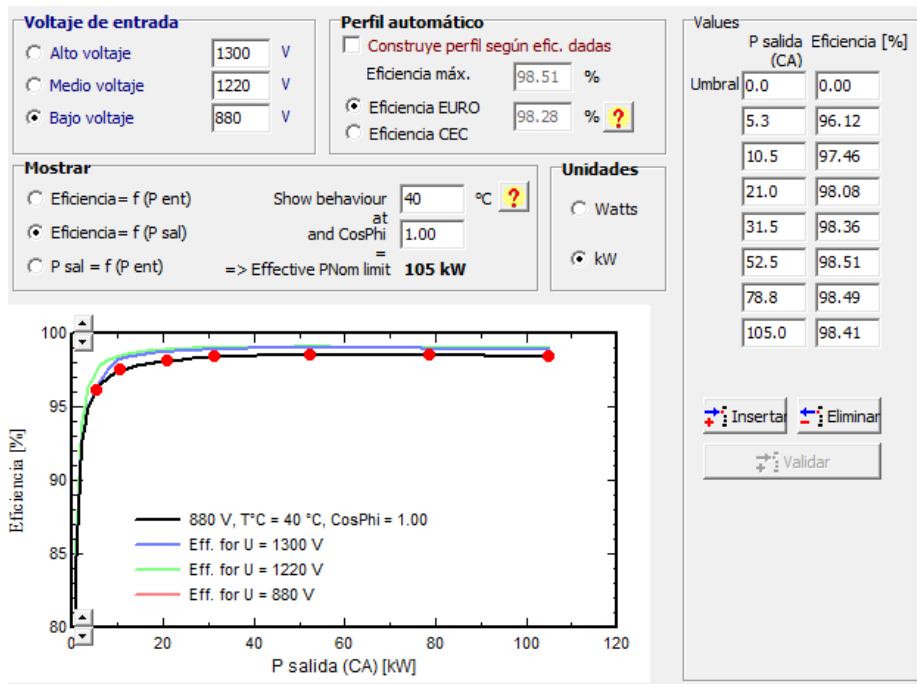 Voltaje de entrada
Alto voltaje 1300 V
Medio voltaje 1220 V
Bajo voltaje 880 V
Perfil automático
Construye perfil según efic. dadas
Eficiencia máx. 98.51 %
Eficiencia EURO 98.28 % ?
Eficiencia CEC
Mostrar
Eficiencia= f (P ent)
Eficiencia= f (P sal)
P sal = f (P ent)
Show behaviour at 40 °C ?
and CosPhi = 1.00
=> Effective PNom limit 105 kW
Unidades
Watts
kW
Values
P salida (CA) Eficiencia [%]
Umbral 0.0 0.00
5.3 96.12
10.5 97.46
21.0 98.08
31.5 98.36
52.5 98.51
78.8 98.49
105.0 98.41
Insertar Eliminar
Validar
100
95
90
85
80
Eficiencia [%]
880 V, T°C = 40 °C, CosPhi = 1.00
Eff. for U = 1300 V
Eff. for U = 1220 V
Eff. for U = 880 V
0 20 40 60 80 100 120
P salida (CA) [kW]